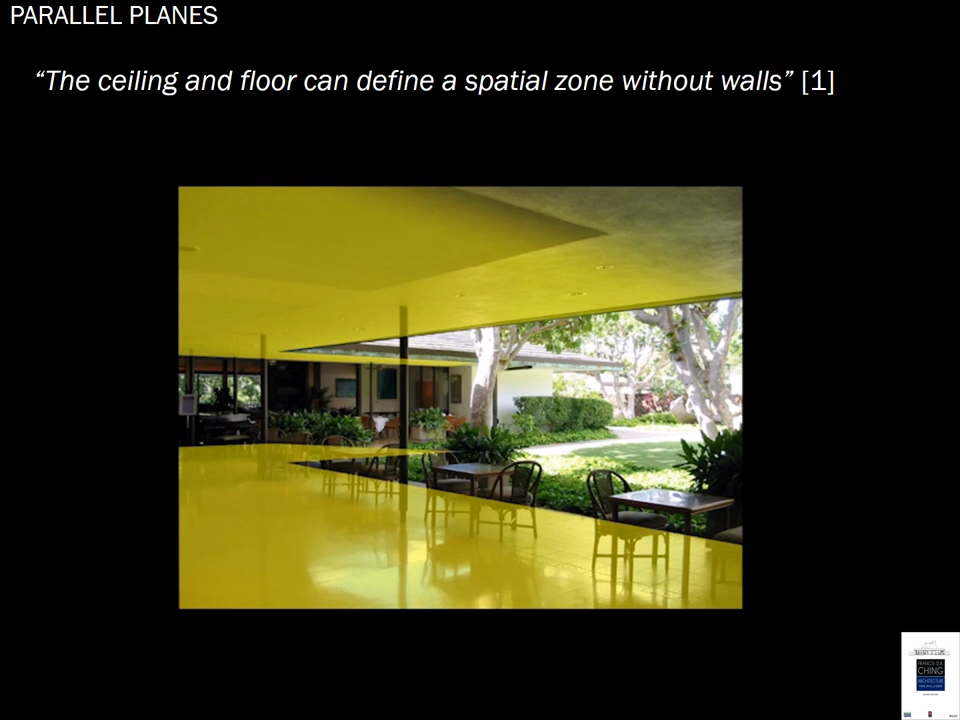 PARALLEL PLANES
“The ceiling and floor can define a spatial zone without walls” [1]
FRANCIS D.K.
CHING
ARCHITECTURE